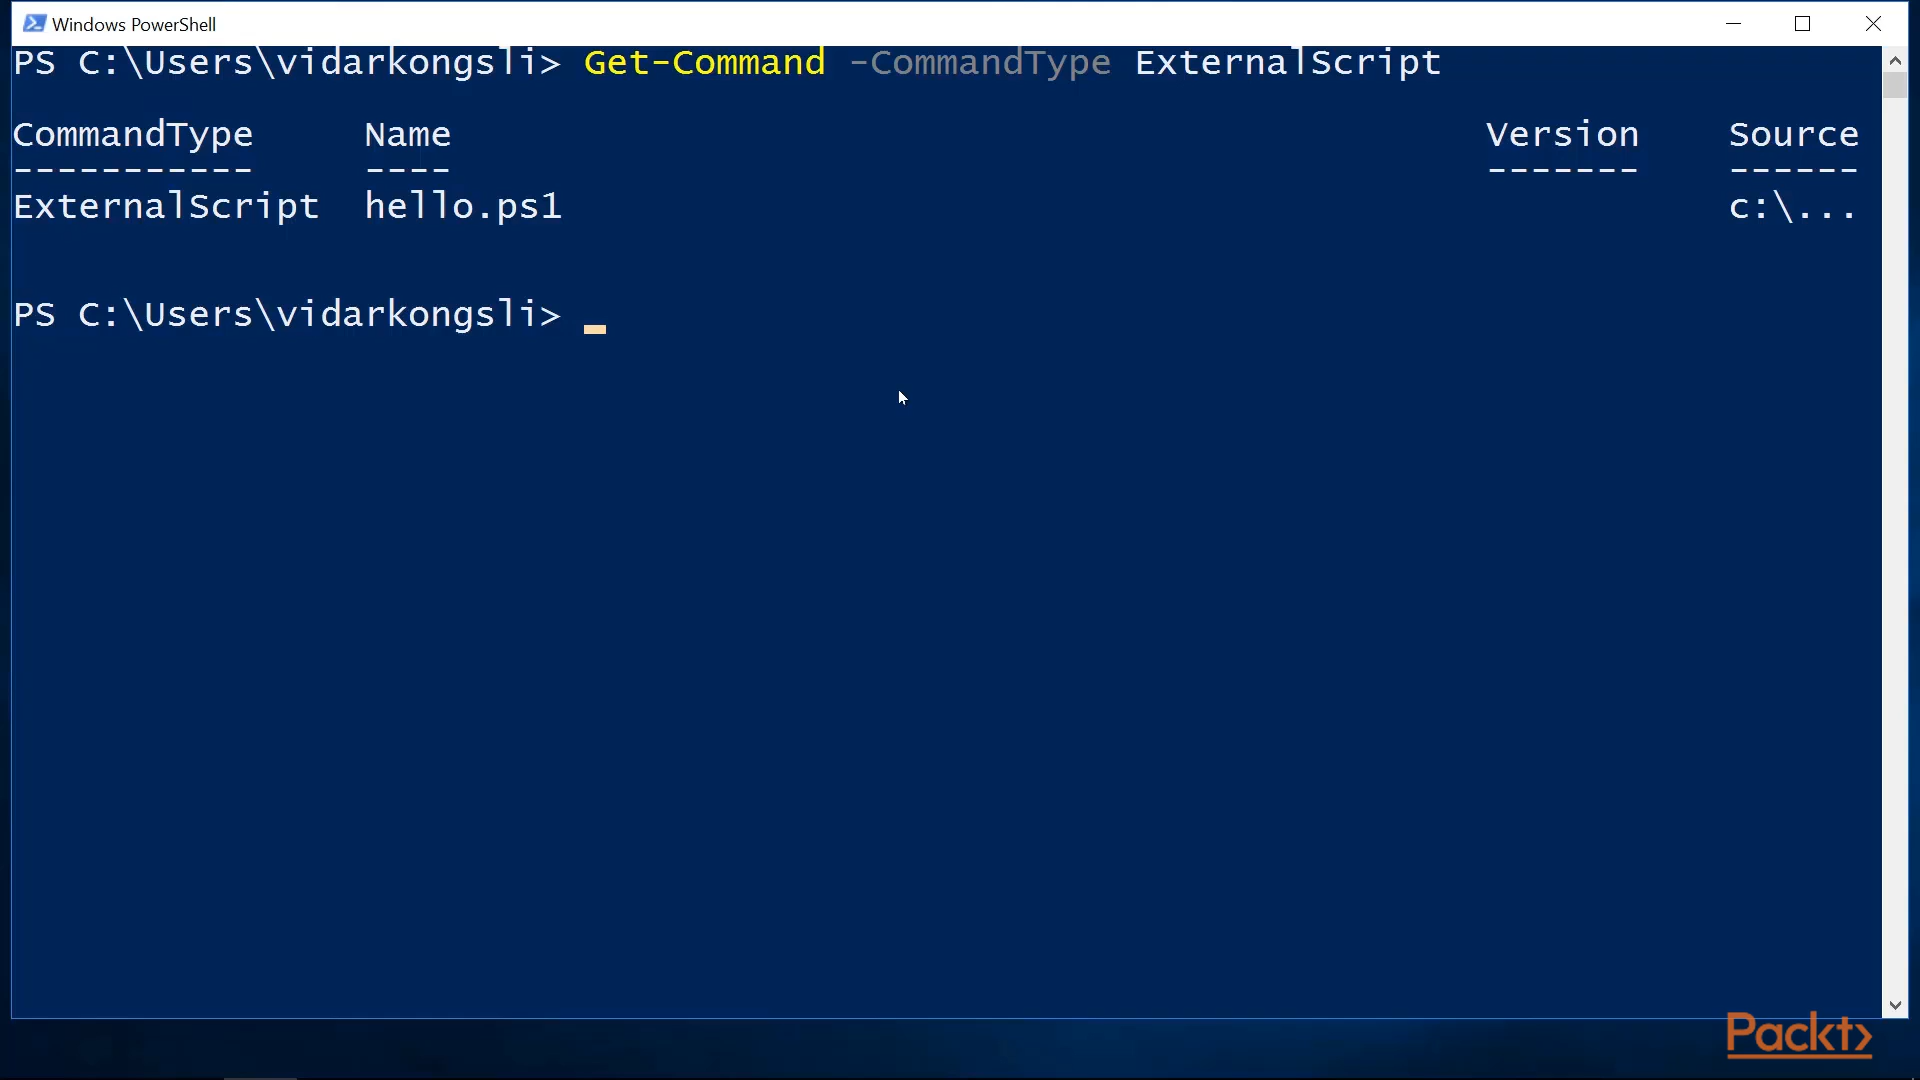 Windows PowerShell
PS C:\Users\vidarkongsli> Get-Command -CommandType ExternalScript
CommandType     Name                                               Version    Source
-----------     ----                                               -------    ------
ExternalScript  hello.ps1                                                     c:\...
PS C:\Users\vidarkongsli> _
Packt>